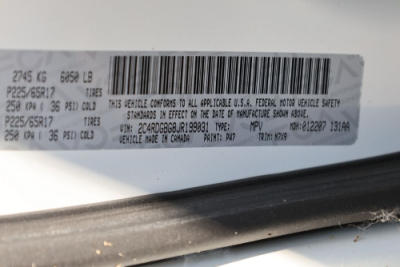 2745 KG 6050 LB
P225/65R17 TIRES
250 KPA ( 36 PSI) COLD
P225/65R17 TIRES
250 KPA ( 36 PSI) COLD
THIS VEHICLE CONFORMS TO ALL APPLICABLE U.S.A. FEDERAL MOTOR VEHICLE SAFETY
STANDARDS IN EFFECT ON THE DATE OF MANUFACTURE SHOWN ABOVE.
VIN: 2C4RDGBG8JR199031 TYPE: MPV MDH: 012207 131AA
VEHICLE MADE IN CANADA PAINT: PW7 TRIM: H7X9